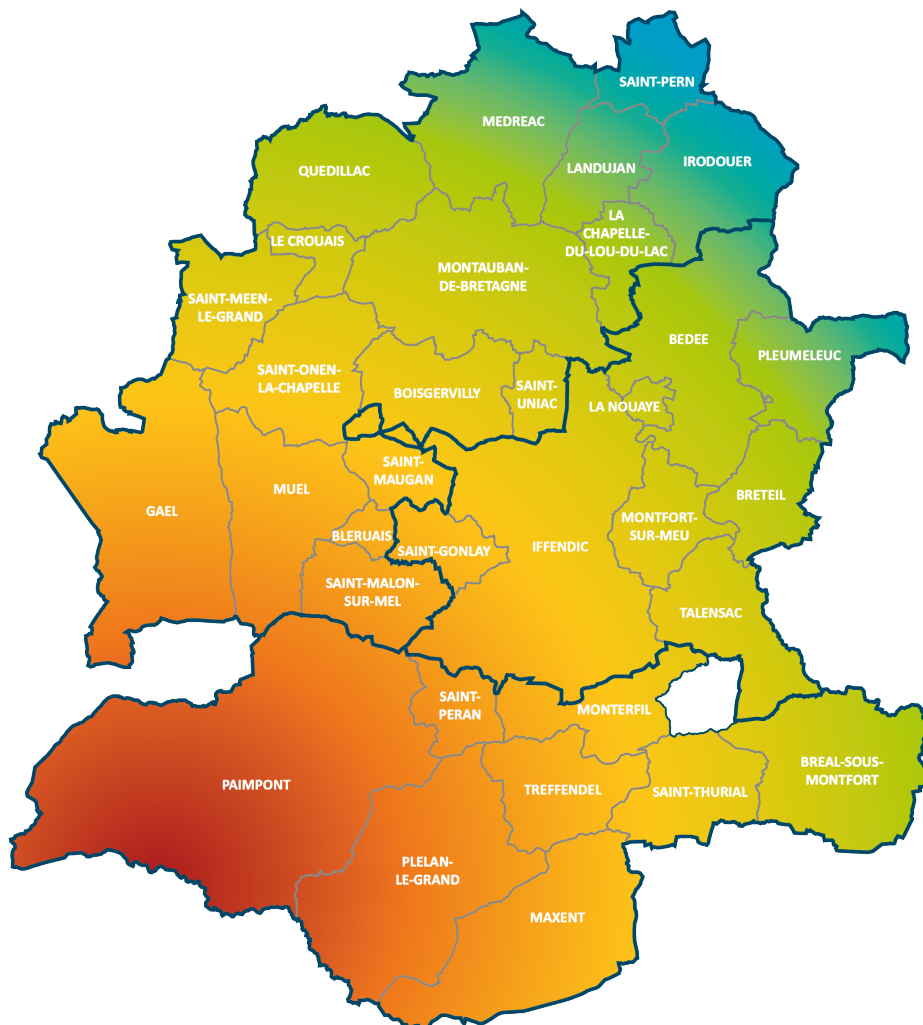 SAINT-PERN
MEDREAC
IRODOUER
LANDUJAN
QUEDILLAC
LA
CHAPELLE-
DU-LOU-DU-LAC
LE CROUAIS
MONTAUBAN-
DE-BRETAGNE
SAINT-MEEN-
LE-GRAND
BEDEE
PLEUMELEUC
SAINT-ONEN-
LA-CHAPELLE
BOISGERVILLY
SAINT-
UNIAC
LA NOUAYE
SAINT-
MAUGAN
MUEL
BRETEIL
GAEL
MONTFORT-
SUR-MEU
BLERUAIS
SAINT-GONLAY
IFFENDIC
SAINT-MALON-
SUR-MEL
TALENSAC
SAINT-
PERAN
MONTERFIL
BREAL-SOUS-
MONTFORT
PAIMPONT
TREFFENDEL
SAINT-THURIAL
PLELAN-
LE-GRAND
MAXENT